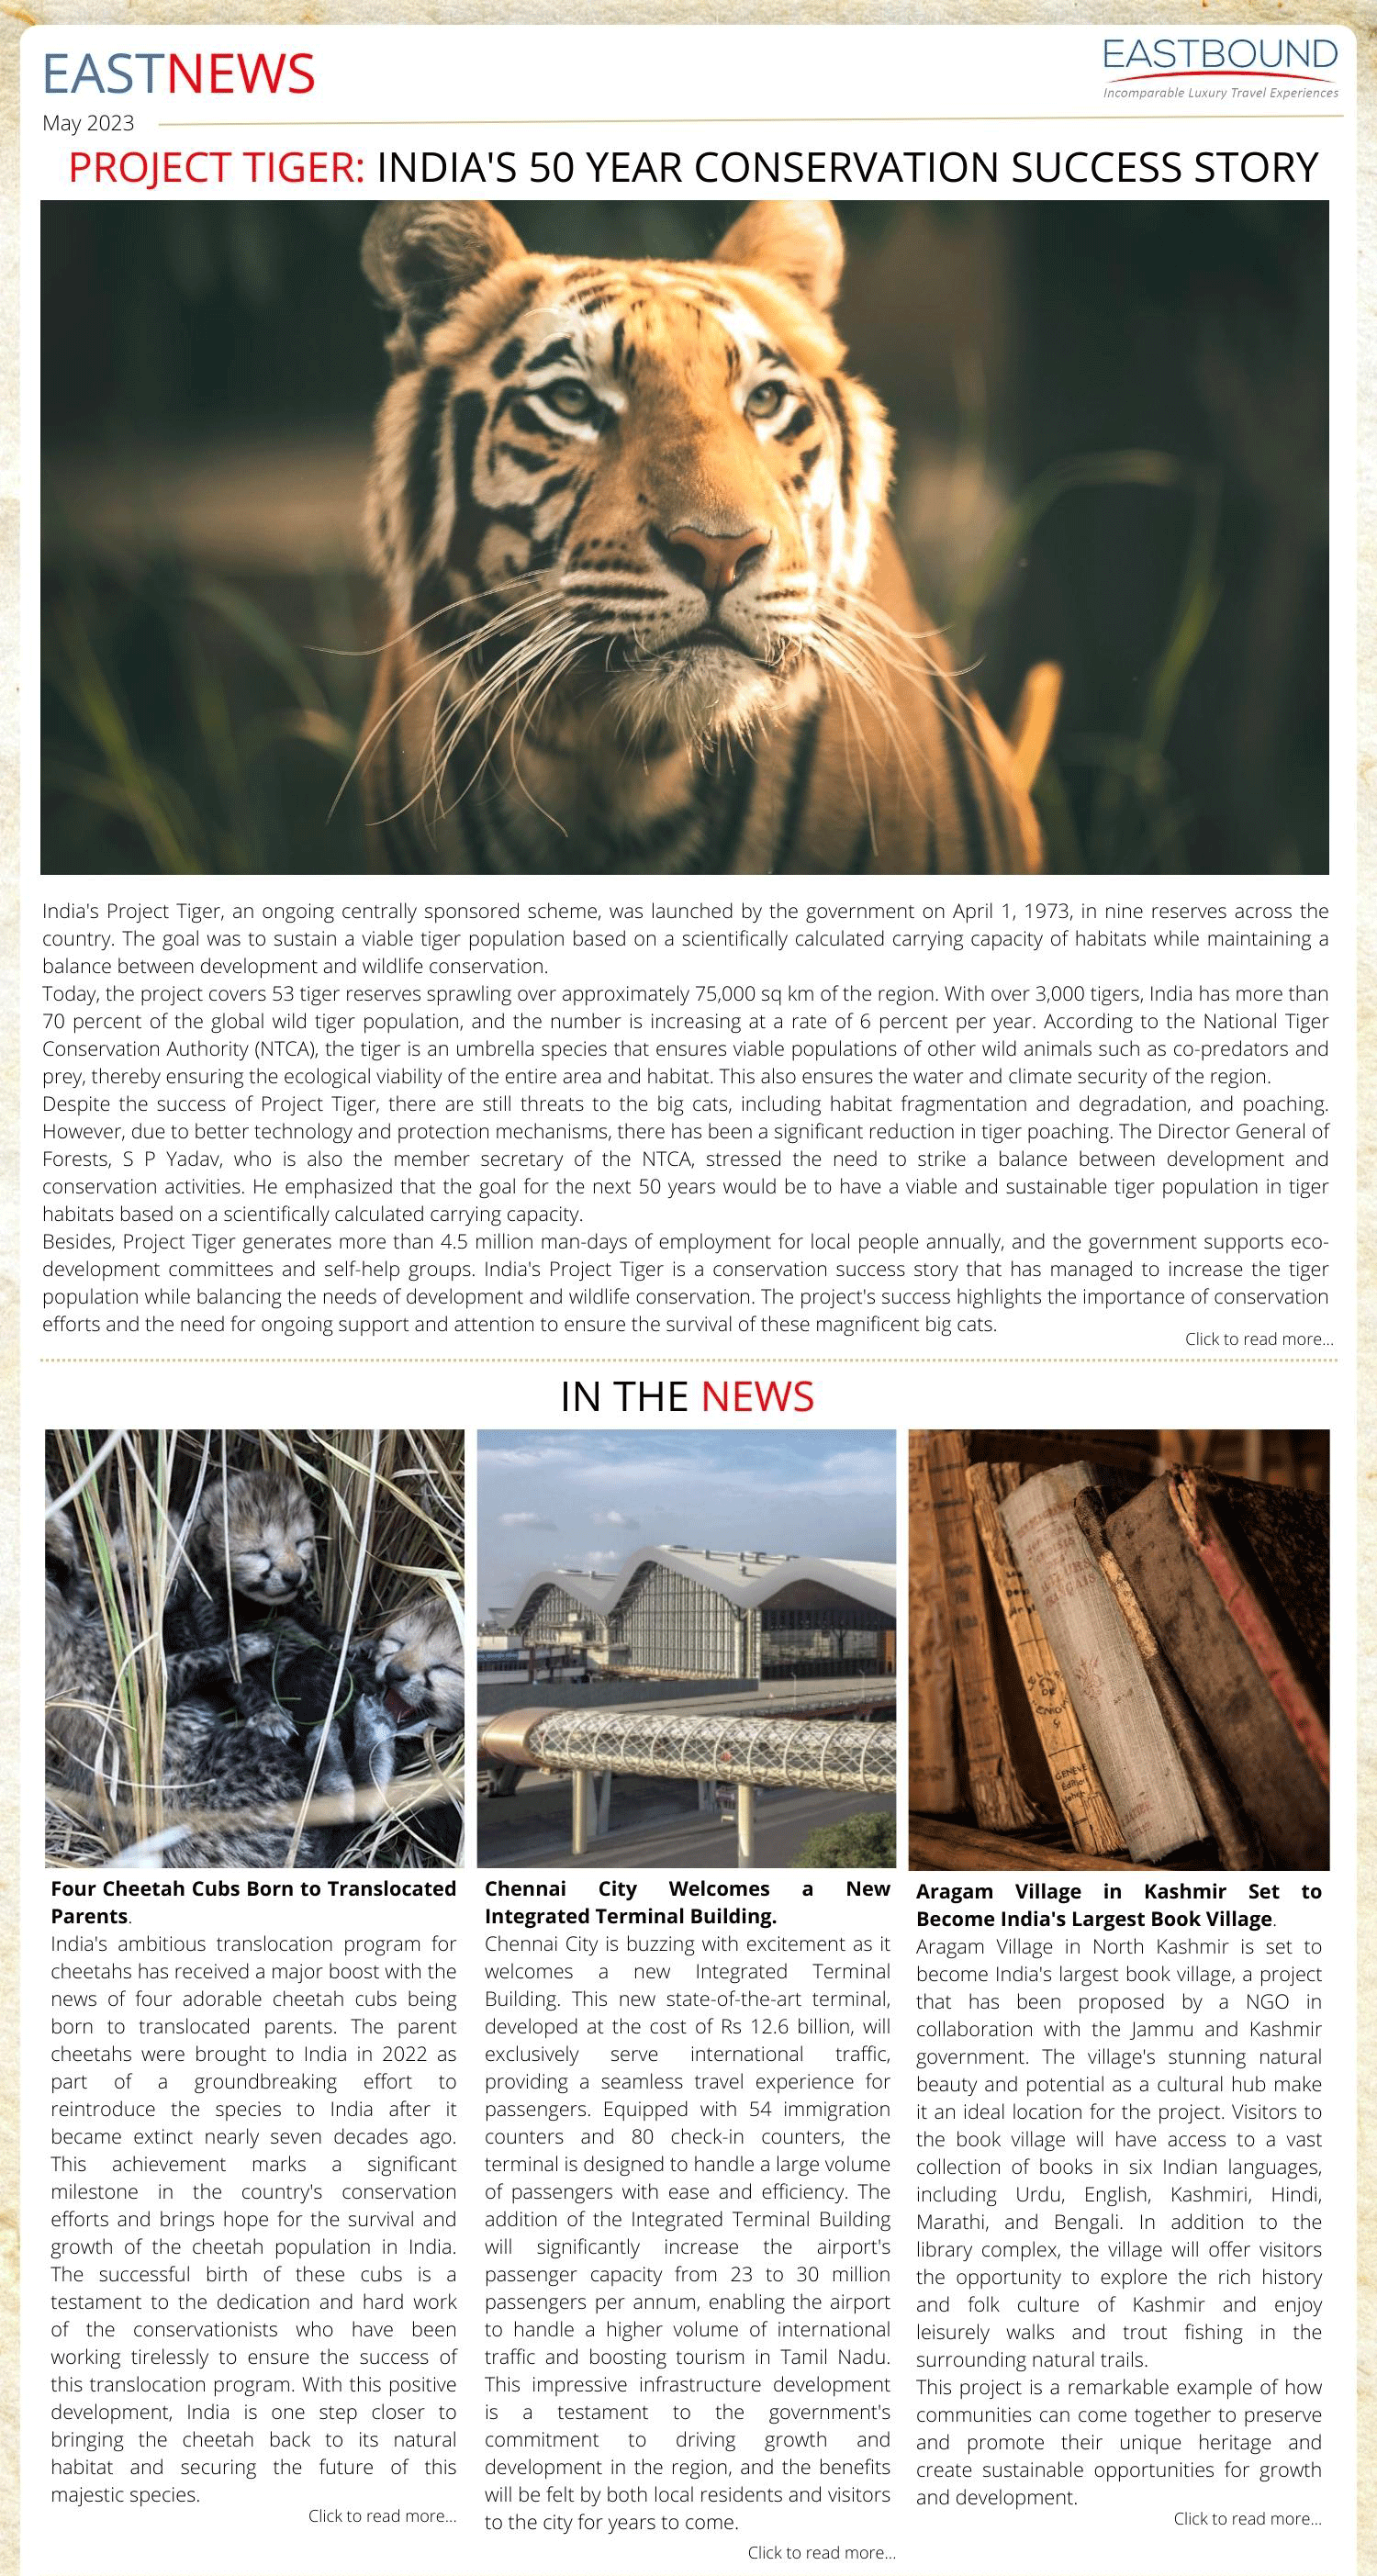 EASTNEWS
EASTBOUND
Incomparable Luxury Travel Experiences
May 2023
PROJECT TIGER: INDIA'S 50 YEAR CONSERVATION SUCCESS STORY
India's Project Tiger, an ongoing centrally sponsored scheme, was launched by the government on April 1, 1973, in nine reserves across the
country. The goal was to sustain a viable tiger population based on a scientifically calculated carrying capacity of habitats while maintaining a
balance between development and wildlife conservation.
Today, the project covers 53 tiger reserves sprawling over approximately 75,000 sq km of the region. With over 3,000 tigers, India has more than
70 percent of the global wild tiger population, and the number is increasing at a rate of 6 percent per year. According to the National Tiger
Conservation Authority (NTCA), the tiger is an umbrella species that ensures viable populations of other wild animals such as co-predators and
prey, thereby ensuring the ecological viability of the entire area and habitat. This also ensures the water and climate security of the region.
Despite the success of Project Tiger, there are still threats to the big cats, including habitat fragmentation and degradation, and poaching.
However, due to better technology and protection mechanisms, there has been a significant reduction in tiger poaching. The Director General of
Forests, S P Yadav, who is also the member secretary of the NTCA, stressed the need to strike a balance between development and
conservation activities. He emphasized that the goal for the next 50 years would be to have a viable and sustainable tiger population in tiger
habitats based on a scientifically calculated carrying capacity.
Besides, Project Tiger generates more than 4.5 million man-days of employment for local people annually, and the government supports eco-
development committees and self-help groups. India's Project Tiger is a conservation success story that has managed to increase the tiger
population while balancing the needs of development and wildlife conservation. The project's success highlights the importance of conservation
efforts and the need for ongoing support and attention to ensure the survival of these magnificent big cats.
Click to read more...
IN THE NEWS
GENÈVE
Four Cheetah Cubs Born to Translocated
Parents.
India's ambitious translocation program for
cheetahs has received a major boost with the
news of four adorable cheetah cubs being
born to translocated parents. The parent
cheetahs were brought to India in 2022 as
part of a groundbreaking effort to
reintroduce the species to India after it
became extinct nearly seven decades ago.
This achievement marks a significant
milestone in the country's conservation
efforts and brings hope for the survival and
growth of the cheetah population in India.
The successful birth of these cubs is a
testament to the dedication and hard work
of the conservationists who have been
working tirelessly to ensure the success of
this translocation program. With this positive
development, India is one step closer to
bringing the cheetah back to its natural
habitat and securing the future of this
majestic species.
Click to read more...
Chennai City Welcomes a New
Integrated Terminal Building.
Chennai City is buzzing with excitement as it
welcomes a new Integrated Terminal
Building. This new state-of-the-art terminal,
developed at the cost of Rs 12.6 billion, will
exclusively serve international traffic,
providing a seamless travel experience for
passengers. Equipped with 54 immigration
counters and 80 check-in counters, the
terminal is designed to handle a large volume
of passengers with ease and efficiency. The
addition of the Integrated Terminal Building
will significantly increase the airport's
passenger capacity from 23 to 30 million
passengers per annum, enabling the airport
to handle a higher volume of international
traffic and boosting tourism in Tamil Nadu.
This impressive infrastructure development
is a testament to the government's
commitment to driving growth and
development in the region, and the benefits
will be felt by both local residents and visitors
to the city for years to come.
Click to read more...
Aragam Village in Kashmir Set to
Become India's Largest Book Village.
Aragam Village in North Kashmir is set to
become India's largest book village, a project
that has been proposed by a NGO in
collaboration with the Jammu and Kashmir
government. The village's stunning natural
beauty and potential as a cultural hub make
it an ideal location for the project. Visitors to
the book village will have access to a vast
collection of books in six Indian languages,
including Urdu, English, Kashmiri, Hindi,
Marathi, and Bengali. In addition to the
library complex, the village will offer visitors
the opportunity to explore the rich history
and folk culture of Kashmir and enjoy
leisurely walks and trout fishing in the
surrounding natural trails.
This project is a remarkable example of how
communities can come together to preserve
and promote their unique heritage and
create sustainable opportunities for growth
and development.
Click to read more...